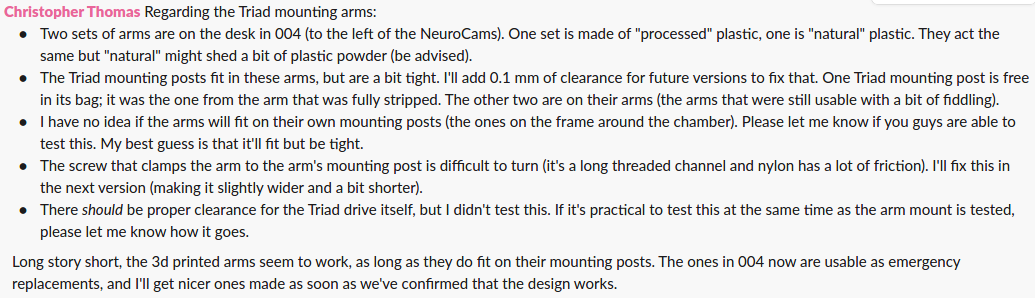 Christopher Thomas Regarding the Triad mounting arms:
● Two sets of arms are on the desk in 004 (to the left of the NeuroCams). One set is made of "processed" plastic, one is "natural" plastic. They act the
same but "natural" might shed a bit of plastic powder (be advised).
● The Triad mounting posts fit in these arms, but are a bit tight. I'll add 0.1 mm of clearance for future versions to fix that. One Triad mounting post is free
in its bag; it was the one from the arm that was fully stripped. The other two are on their arms (the arms that were still usable with a bit of fiddling).
● I have no idea if the arms will fit on their own mounting posts (the ones on the frame around the chamber). Please let me know if you guys are able to
test this. My best guess is that it'll fit but be tight.
● The screw that clamps the arm to the arm's mounting post is difficult to turn (it's a long threaded channel and nylon has a lot of friction). I'll fix this in
the next version (making it slightly wider and a bit shorter).
● There should be proper clearance for the Triad drive itself, but I didn't test this. If it's practical to test this at the same time as the arm mount is tested,
please let me know how it goes.
Long story short, the 3d printed arms seem to work, as long as they do fit on their mounting posts. The ones in 004 now are usable as emergency
replacements, and I'll get nicer ones made as soon as we've confirmed that the design works.